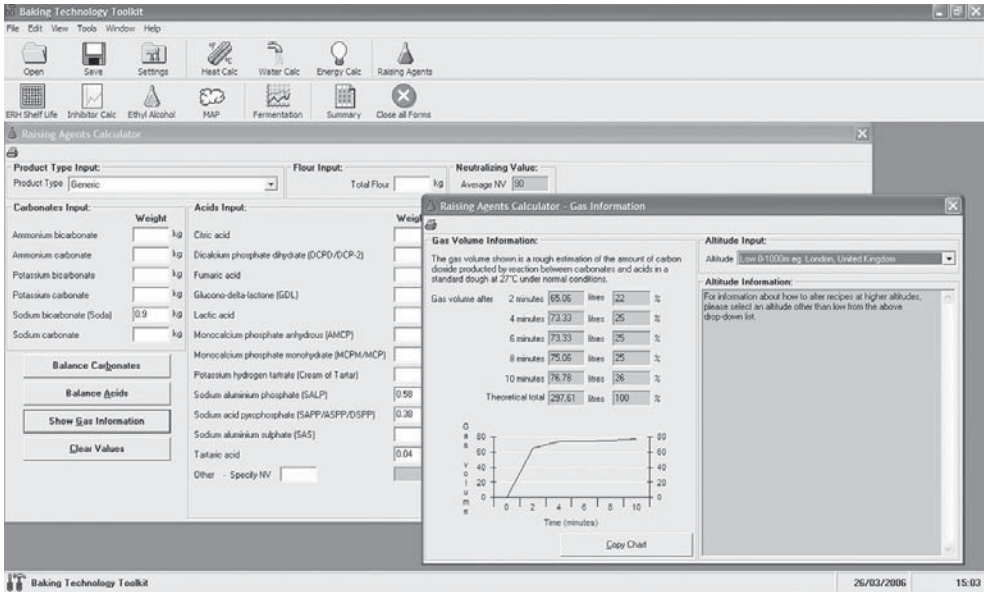 Baking Technology Toolkit
File Edit View Tools Window Help
Open Save Settings Heat Calc Water Calc Energy Calc Raising Agents
ERH Shelf Life Inhibitor Calc Ethyl Alcohol MAP Fermentation Summary Close all Forms
Raising Agents Calculator
Product Type Input:
Product Type Generic
Flour Input:
Total Flour kg
Neutralizing Value:
Average NV 90
Carbonates Input:
Weight
Ammonium bicarbonate kg
Ammonium carbonate kg
Potassium bicarbonate kg
Potassium carbonate kg
Sodium bicarbonate (Soda) 0.9 kg
Sodium carbonate kg
Balance Carbonates
Balance Acids
Show Gas Information
Clear Values
Acids Input:
Citric acid
Dicalcium phosphate dihydrate (DCPD/DCP-2)
Fumaric acid
Glucono-delta-lactone (GDL)
Lactic acid
Monocalcium phosphate anhydrous (AMCP)
Monocalcium phosphate monohydrate (MCPM/MCP)
Potassium hydrogen tartrate (Cream of Tartar)
Sodium aluminium phosphate (SALP) 0.58
Sodium acid pyrophosphate (SAPP/ASPP/DSPP) 0.38
Sodium aluminium sulphate (SAS)
Tartaric acid 0.04
Other - Specify NV
Raising Agents Calculator - Gas Information
Gas Volume Information:
The gas volume shown is a rough estimation of the amount of carbon
dioxide producted by reaction between carbonates and acids in a
standard dough at 27°C under normal conditions.
Gas volume after 2 minutes 65.06 litres 22 %
4 minutes 73.33 litres 25 %
6 minutes 73.33 litres 25 %
8 minutes 75.06 litres 25 %
10 minutes 76.78 litres 26 %
Theoretical total 297.61 litres 100 %
Gas volume
80 80
60 60
40 40
20 20
0 0
0 2 4 6 8 10
Time (minutes)
Copy Chart
Altitude Input:
Altitude Low 0-1000m eg. London, United Kingdom
Altitude Information:
For information about how to alter recipes at higher altitudes,
please select an altitude other than low from the above
drop-down list.
Baking Technology Toolkit 26/03/2006 15:03